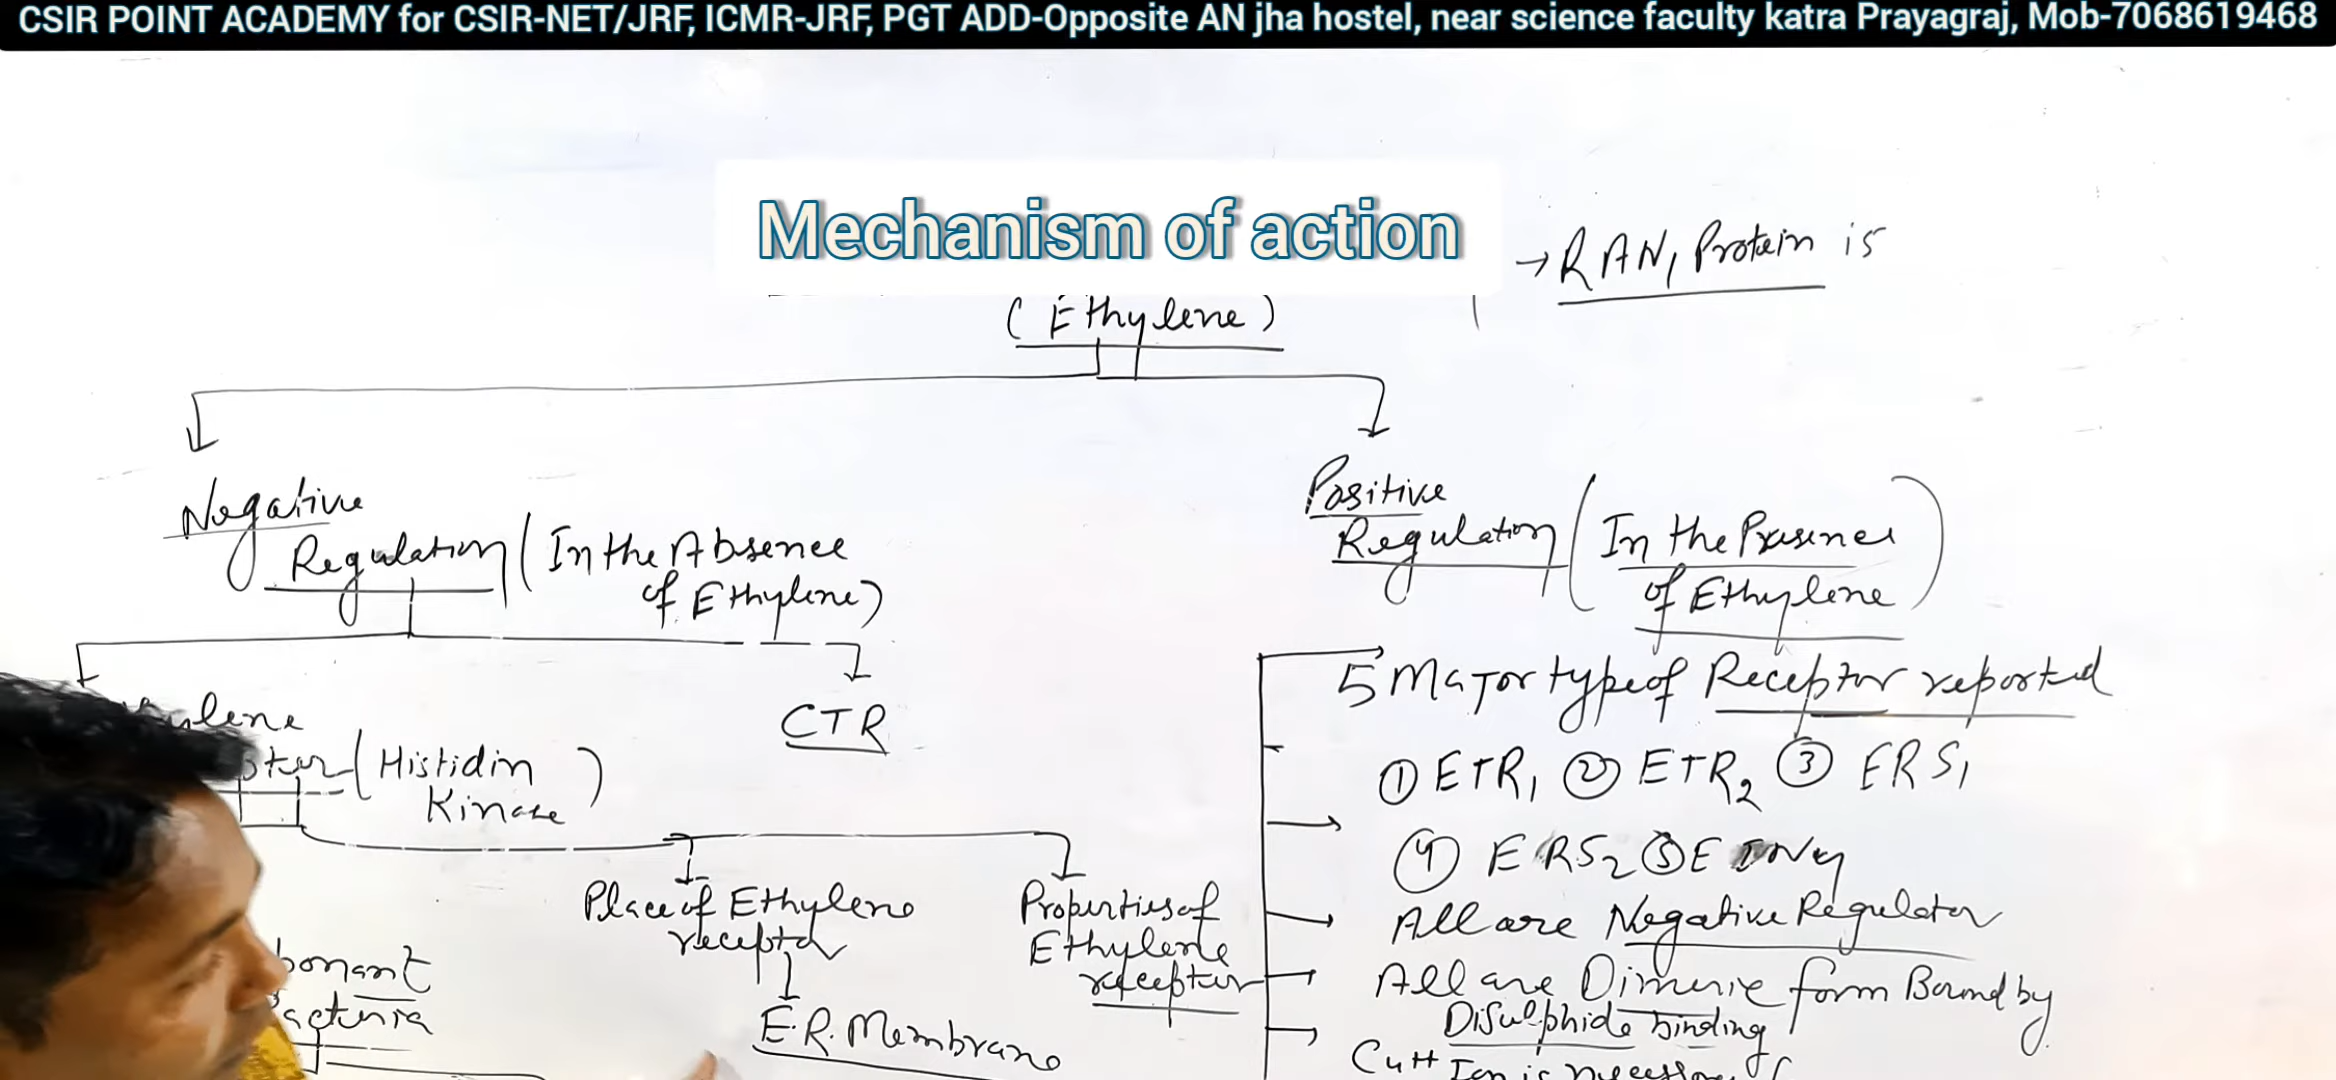 CSIR POINT ACADEMY for CSIR-NET/JRF, ICMR-JRF, PGT ADD-Opposite AN jha hostel, near science faculty katra Prayagraj, Mob-7068619468
Mechanism of action
→ RAN1 Protein is
(Ethylene)
Negative
Regulation (In the Absence
of Ethylene)
Positive
Regulation (In the Presence
of Ethylene)
CTR
(Histidin
Kinase)
Place of Ethylene
receptor
E.R. Membrane
Properties of
Ethylene
receptor
5 Major type of Receptor reported
① ETR1 ② ETR2 ③ ERS1
④ ERS2 ⑤ EIN4
All are Negative Regulator
All are Dimeric form Bound by
Disulphide binding
Cu++ Ion is